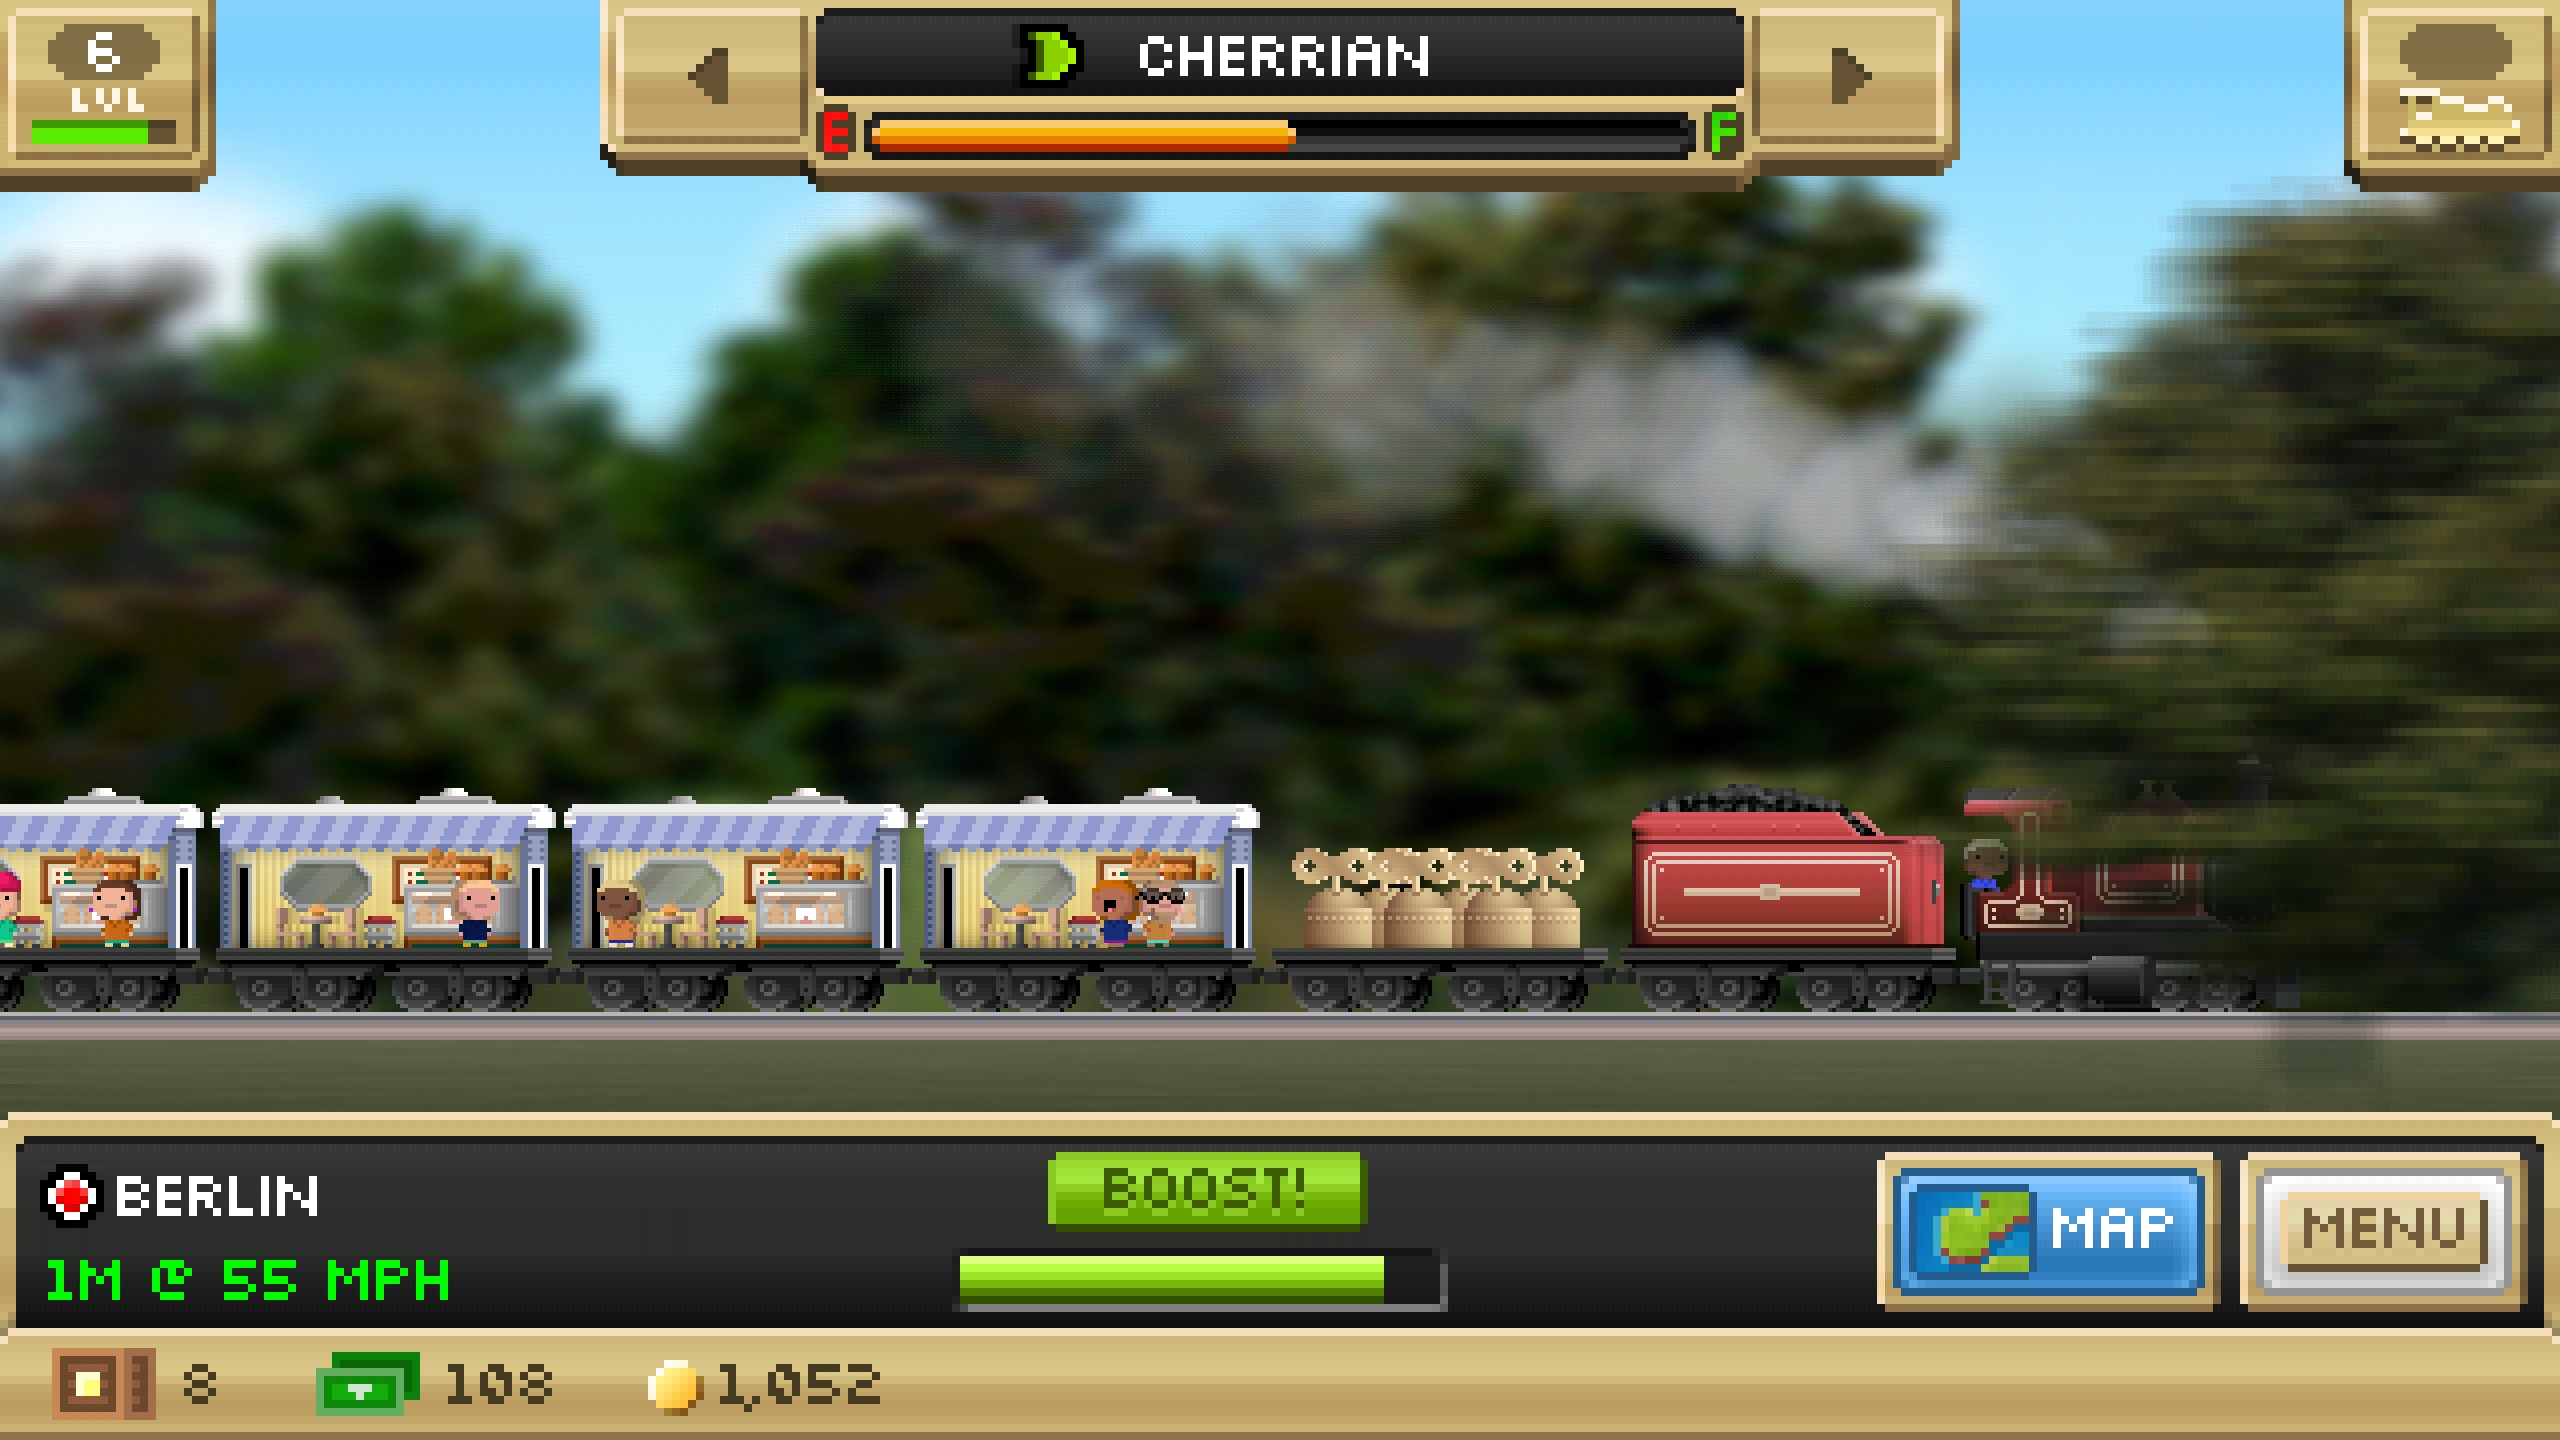 6
LVL
CHERRIAN
E F
BERLIN
BOOST!
1M @ 55 MPH
MAP
MENU
8
108
1,052